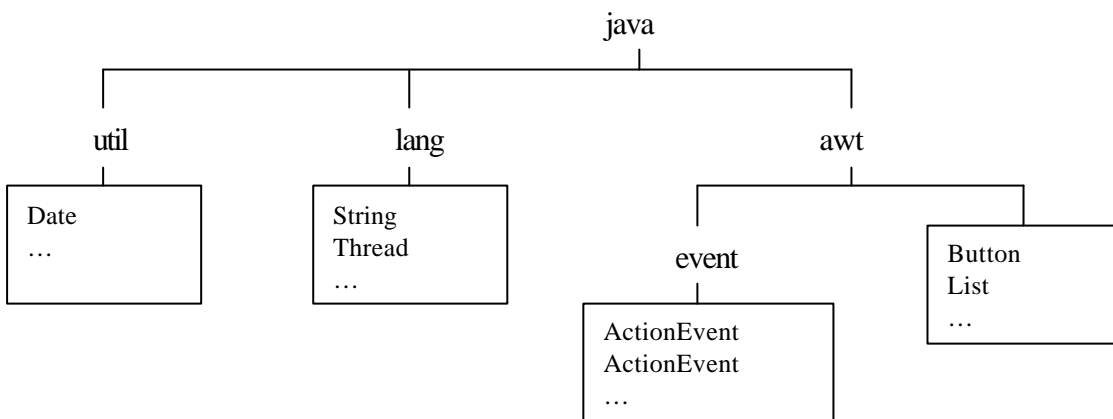 java
util
lang
awt
Date
…
String
Thread
…
event
ActionEvent
ActionEvent
…
Button
List
…